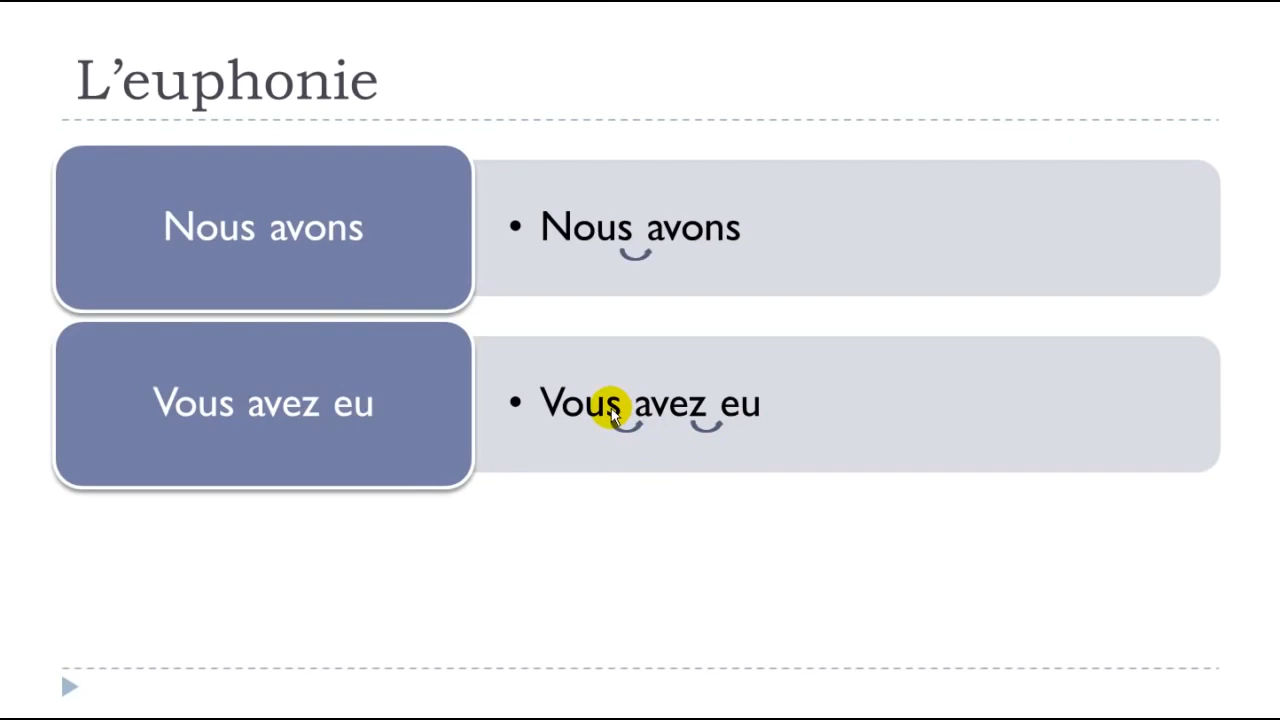 L’euphonie
Nous avons
• Nous avons
Vous avez eu
• Vous avez eu